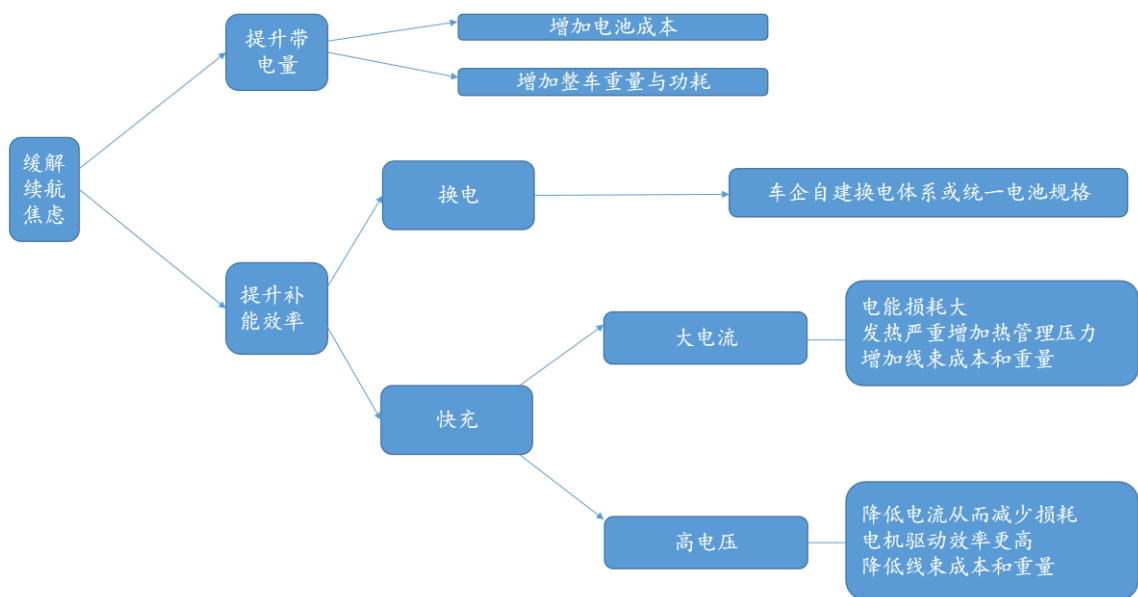 提升带
电量
增加电池成本
增加整车重量与功耗
缓解
续航
焦虑
换电
车企自建换电体系或统一电池规格
提升补
能效率
大电流
电能损耗大
发热严重增加热管理压力
增加线束成本和重量
快充
高电压
降低电流从而减少损耗
电机驱动效率更高
降低线束成本和重量